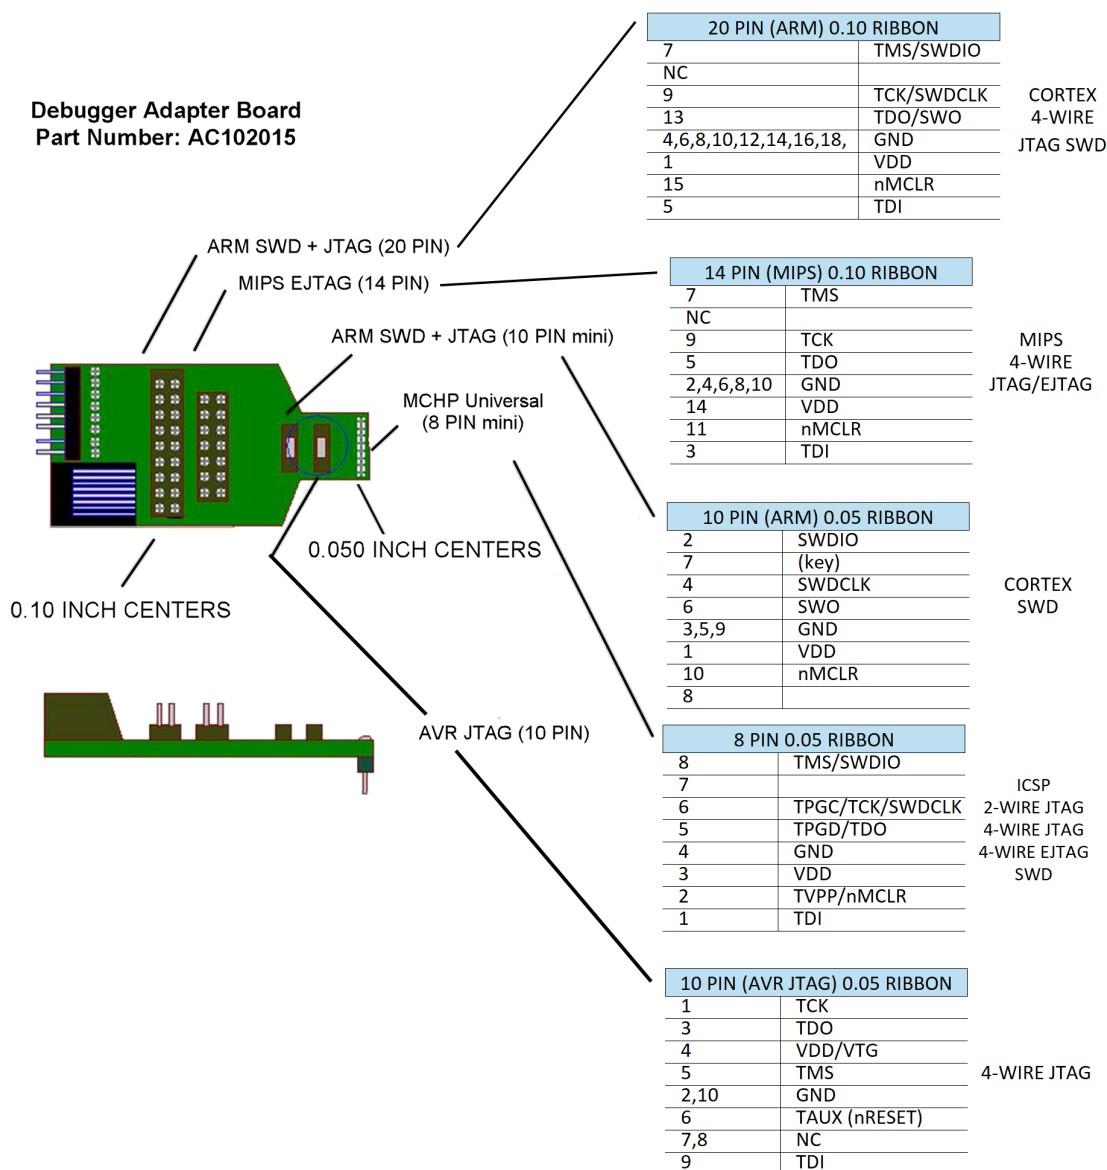 Debugger Adapter Board
Part Number: AC102015
ARM SWD + JTAG (20 PIN)
MIPS EJTAG (14 PIN)
ARM SWD + JTAG (10 PIN mini)
MCHP Universal
(8 PIN mini)
0.050 INCH CENTERS
0.10 INCH CENTERS
AVR JTAG (10 PIN)
20 PIN (ARM) 0.10 RIBBON
7 TMS/SWDIO
NC
9 TCK/SWDCLK
13 TDO/SWO
4,6,8,10,12,14,16,18, GND
1 VDD
15 nMCLR
5 TDI
CORTEX
4-WIRE
JTAG SWD
14 PIN (MIPS) 0.10 RIBBON
7 TMS
NC
9 TCK
5 TDO
2,4,6,8,10 GND
14 VDD
11 nMCLR
3 TDI
MIPS
4-WIRE
JTAG/EJTAG
10 PIN (ARM) 0.05 RIBBON
2 SWDIO
7 (key)
4 SWDCLK
6 SWO
3,5,9 GND
1 VDD
10 nMCLR
8
CORTEX
SWD
8 PIN 0.05 RIBBON
8 TMS/SWDIO
7
6 TPGC/TCK/SWDCLK
5 TPGD/TDO
4 GND
3 VDD
2 TVPP/nMCLR
1 TDI
ICSP
2-WIRE JTAG
4-WIRE JTAG
4-WIRE EJTAG
SWD
10 PIN (AVR JTAG) 0.05 RIBBON
1 TCK
3 TDO
4 VDD/VTG
5 TMS
2,10 GND
6 TAUX (nRESET)
7,8 NC
9 TDI
4-WIRE JTAG